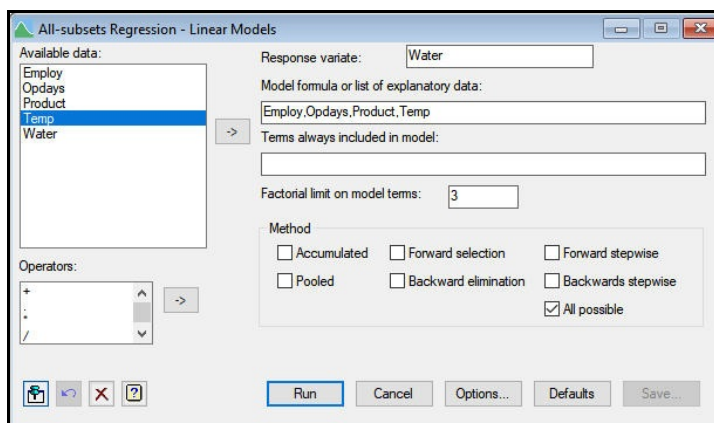 All-subsets Regression - Linear Models
Available data:
Employ
Opdays
Product
Temp
Water
->
Response variate:
Water
Model formula or list of explanatory data:
Employ,Opdays,Product,Temp
Terms always included in model:
Factorial limit on model terms:
3
Method
Accumulated
Forward selection
Forward stepwise
Pooled
Backward elimination
Backwards stepwise
All possible
Operators:
+
.
*
/
->
Run
Cancel
Options...
Defaults
Save...